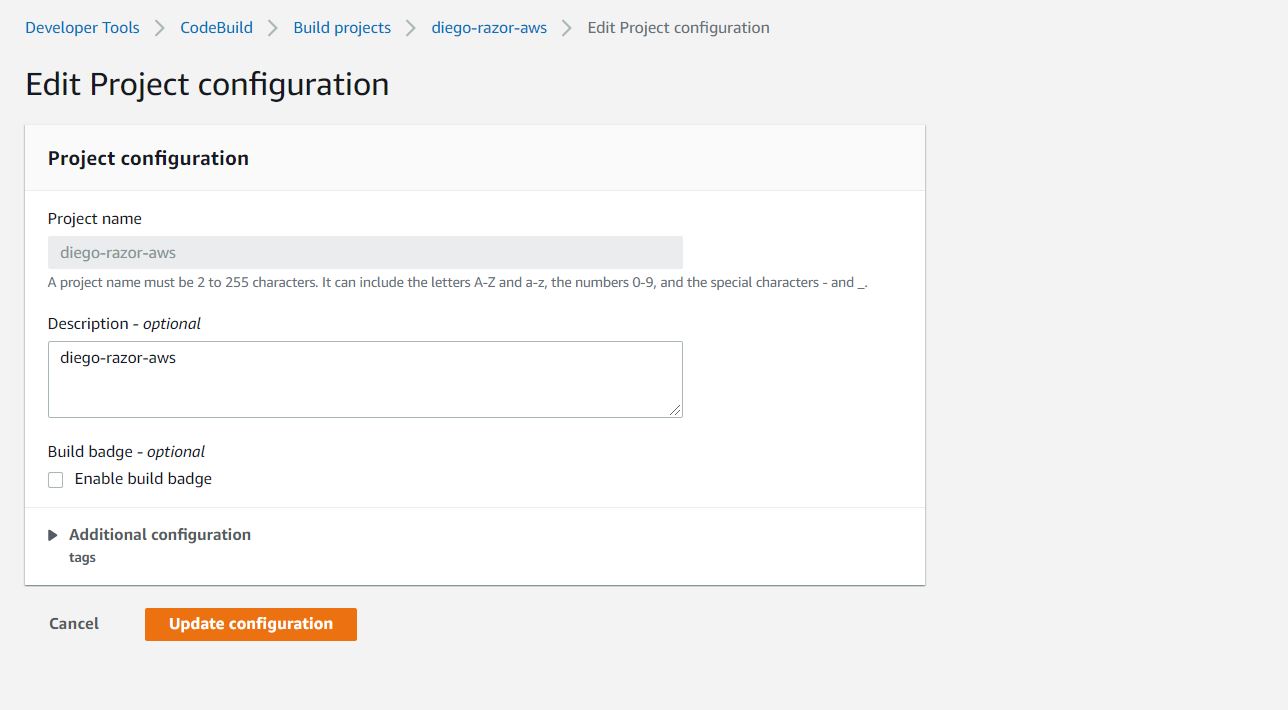 Developer Tools > CodeBuild > Build projects > diego-razor-aws > Edit Project configuration
Edit Project configuration
Project configuration
Project name
diego-razor-aws
A project name must be 2 to 255 characters. It can include the letters A-Z and a-z, the numbers 0-9, and the special characters - and _.
Description - optional
diego-razor-aws
Build badge - optional
Enable build badge
Additional configuration
tags
Cancel Update configuration